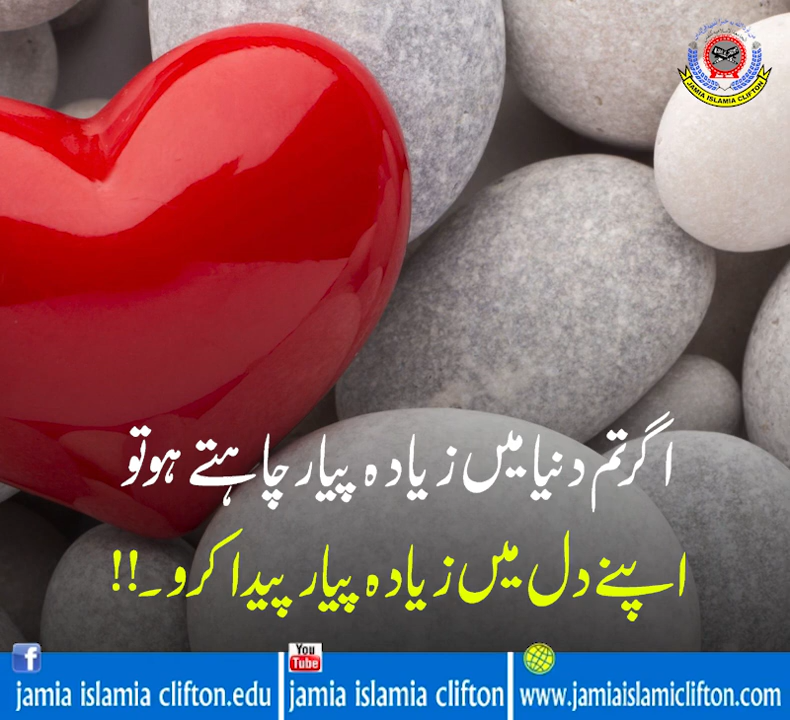 JAMIA ISLAMIA CLIFTON
اگر تم دنیا میں زیادہ پیار چاہتے ہو تو
اپنے دل میں زیادہ پیار پیدا کرو۔!!
f jamia islamia clifton.edu
You Tube jamia islamia clifton
www.jamiaislamiclifton.com